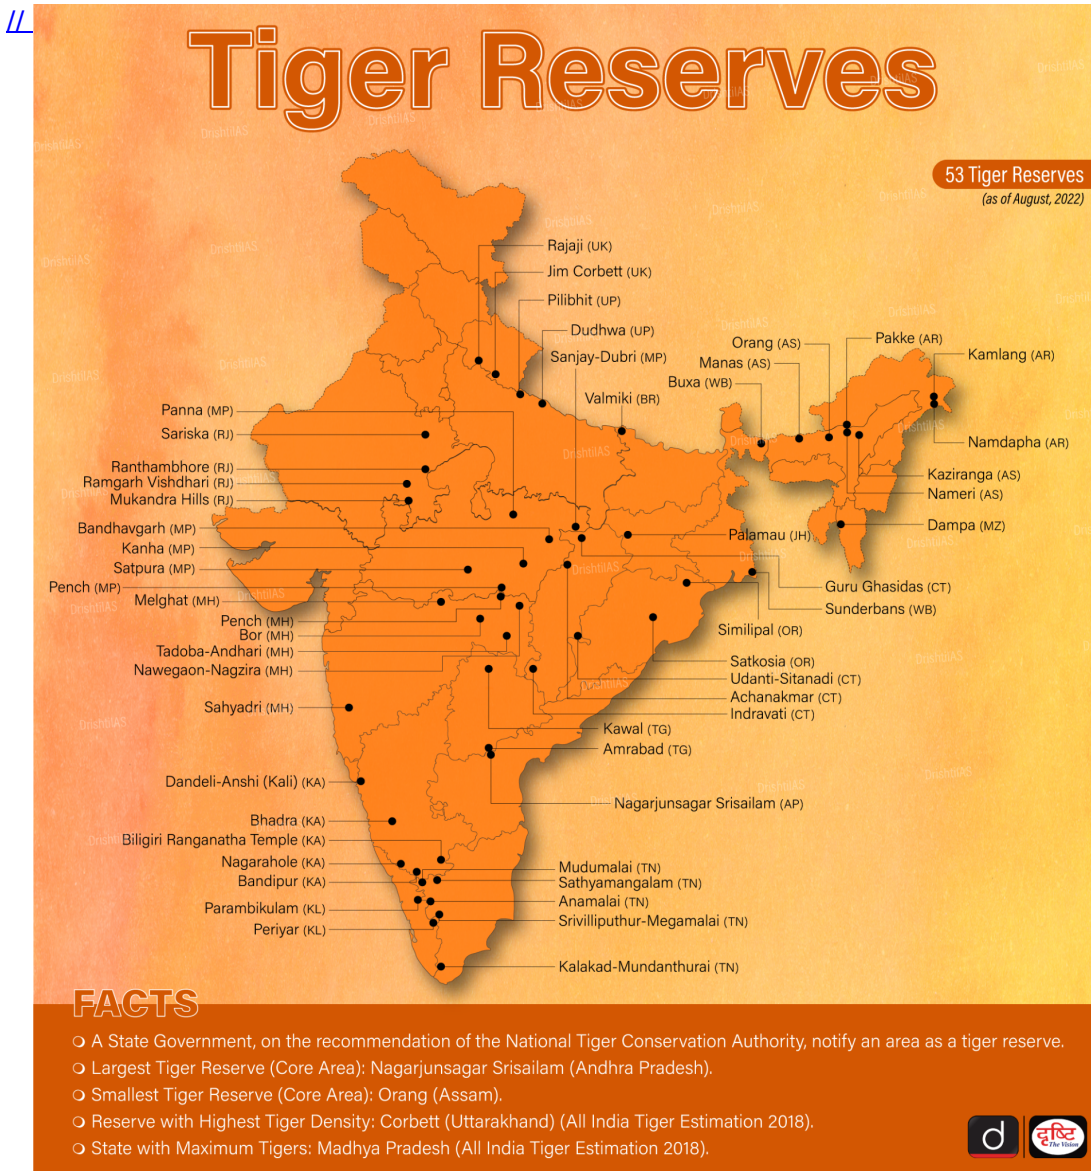 //
Tiger Reserves
53 Tiger Reserves
(as of August, 2022)
Rajaji (UK)
Jim Corbett (UK)
Pilibhit (UP)
Dudhwa (UP)
Sanjay-Dubri (MP)
Valmiki (BR)
Buxa (WB)
Manas (AS)
Orang (AS)
Pakke (AR)
Kamlang (AR)
Namdapha (AR)
Kaziranga (AS)
Nameri (AS)
Dampa (MZ)
Panna (MP)
Sariska (RJ)
Ranthambhore (RJ)
Ramgarh Vishdhari (RJ)
Mukandra Hills (RJ)
Bandhavgarh (MP)
Kanha (MP)
Satpura (MP)
Pench (MP)
Melghat (MH)
Pench (MH)
Bor (MH)
Tadoba-Andhari (MH)
Nawegaon-Nagzira (MH)
Sahyadri (MH)
Dandeli-Anshi (Kali) (KA)
Bhadra (KA)
Biligiri Ranganatha Temple (KA)
Nagarahole (KA)
Bandipur (KA)
Parambikulam (KL)
Periyar (KL)
Palamau (JH)
Guru Ghasidas (CT)
Sunderbans (WB)
Similipal (OR)
Satkosia (OR)
Udanti-Sitanadi (CT)
Achanakmar (CT)
Indravati (CT)
Kawal (TG)
Amrabad (TG)
Nagarjunsagar Srisailam (AP)
Mudumalai (TN)
Sathyamangalam (TN)
Anamalai (TN)
Srivilliputhur-Megamalai (TN)
Kalakad-Mundanthurai (TN)
FACTS
A State Government, on the recommendation of the National Tiger Conservation Authority, notify an area as a tiger reserve.
Largest Tiger Reserve (Core Area): Nagarjunsagar Srisailam (Andhra Pradesh).
Smallest Tiger Reserve (Core Area): Orang (Assam).
Reserve with Highest Tiger Density: Corbett (Uttarakhand) (All India Tiger Estimation 2018).
State with Maximum Tigers: Madhya Pradesh (All India Tiger Estimation 2018).
d
दृष्टि
The Vision
DrishtiIAS